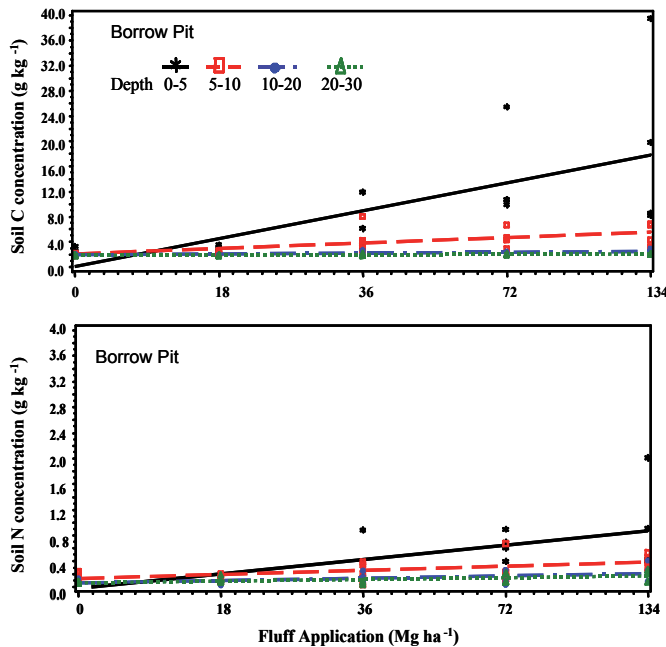 40.0
36.0
32.0
28.0
24.0
20.0
16.0
12.0
8.0
4.0
0.0
Soil C concentration (g kg⁻¹)
Borrow Pit
Depth 0-5 5-10 10-20 20-30
0 18 36 72 134
4.0
3.6
3.2
2.8
2.4
2.0
1.6
1.2
0.8
0.4
0.0
Soil N concentration (g kg⁻¹)
Borrow Pit
0 18 36 72 134
Fluff Application (Mg ha⁻¹)